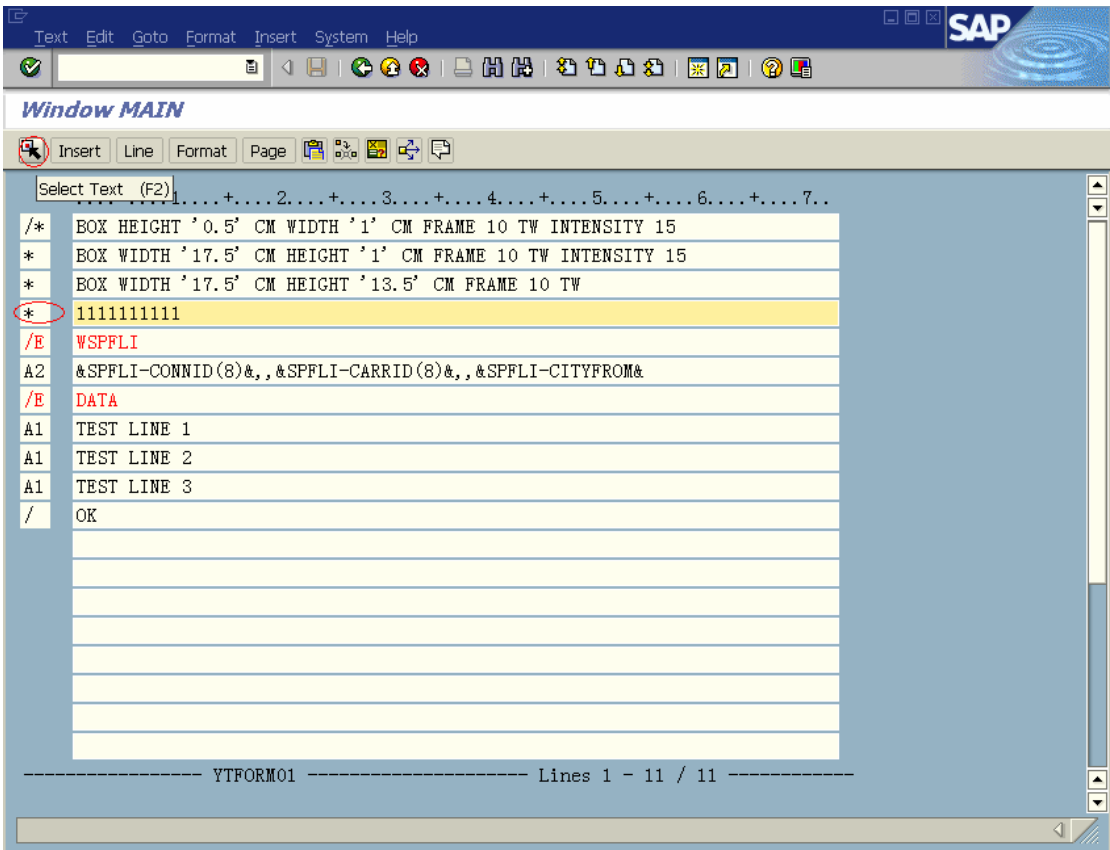 Text Edit Goto Format Insert System Help
SAP
Window MAIN
Insert Line Format Page
Select Text (F2)
....1....+....2....+....3....+....4....+....5....+....6....+....7..
/* BOX HEIGHT '0.5' CM WIDTH '1' CM FRAME 10 TW INTENSITY 15
* BOX WIDTH '17.5' CM HEIGHT '1' CM FRAME 10 TW INTENSITY 15
* BOX WIDTH '17.5' CM HEIGHT '13.5' CM FRAME 10 TW
* 1111111111
/E WSPFLI
A2 &SPFLI-CONNID(8)&,,&SPFLI-CARRID(8)&,,&SPFLI-CITYFROM&
/E DATA
A1 TEST LINE 1
A1 TEST LINE 2
A1 TEST LINE 3
/ OK
----------------- YTFORM01 --------------------- Lines 1 - 11 / 11 ------------